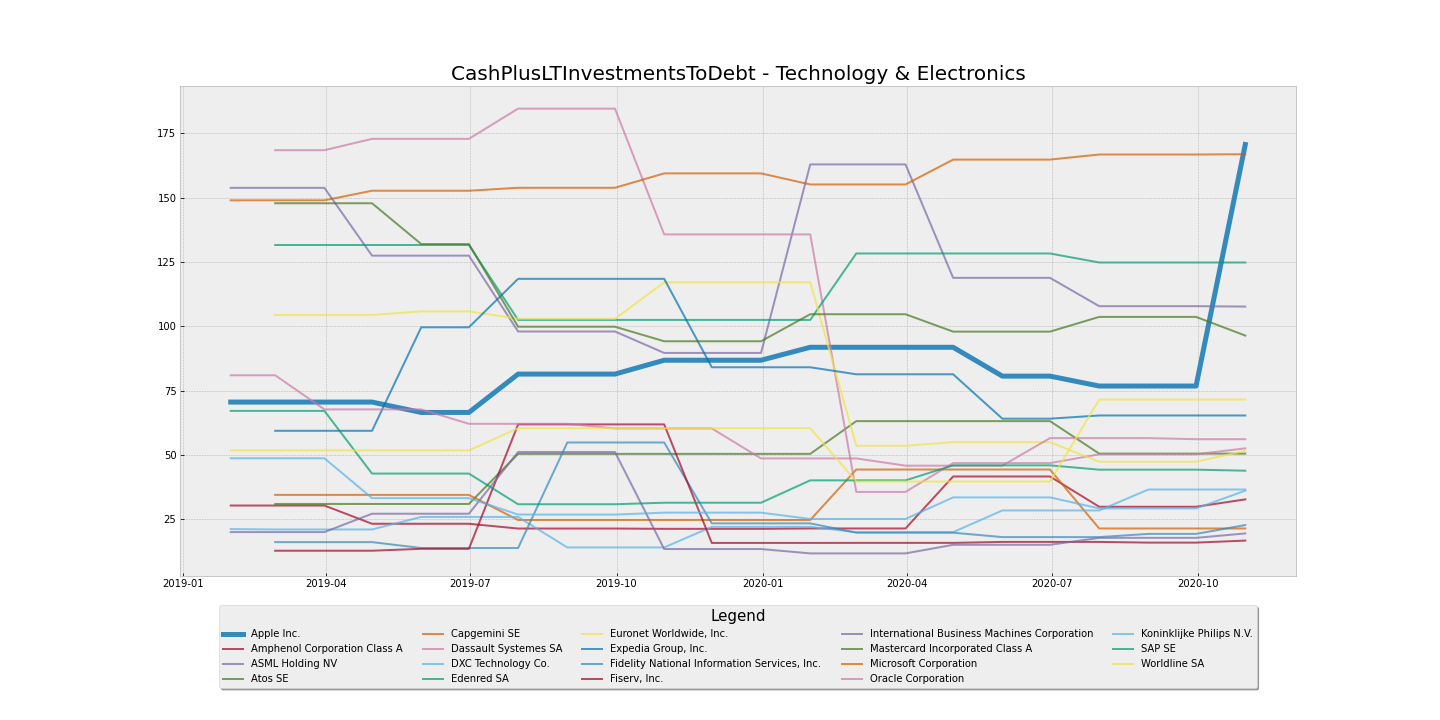 CashPlusLTInvestmentsToDebt - Technology & Electronics
175
150
125
100
75
50
25
2019-01 2019-04 2019-07 2019-10 2020-01 2020-04 2020-07 2020-10
Legend
Apple Inc. Capgemini SE Euronet Worldwide, Inc. International Business Machines Corporation Koninklijke Philips N.V.
Amphenol Corporation Class A Dassault Systemes SA Expedia Group, Inc. Mastercard Incorporated Class A SAP SE
ASML Holding NV DXC Technology Co. Fidelity National Information Services, Inc. Microsoft Corporation Worldline SA
Atos SE Edenred SA Fiserv, Inc. Oracle Corporation